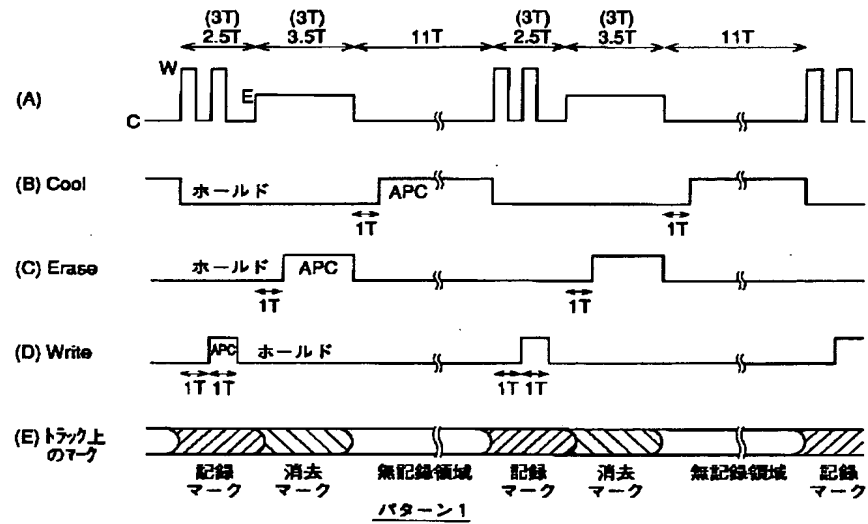 (3T) (3T) (3T) (3T)
2.5T 3.5T 11T 2.5T 3.5T 11T
(A) W E C
(B) Cool ホールド APC
1T 1T
(C) Erase ホールド APC
1T 1T
(D) Write APC ホールド
1T 1T 1T 1T
(E) トラック上
のマーク
記録 消去 無記録領域 記録 消去 無記録領域 記録
マーク マーク マーク マーク マーク
パターン1